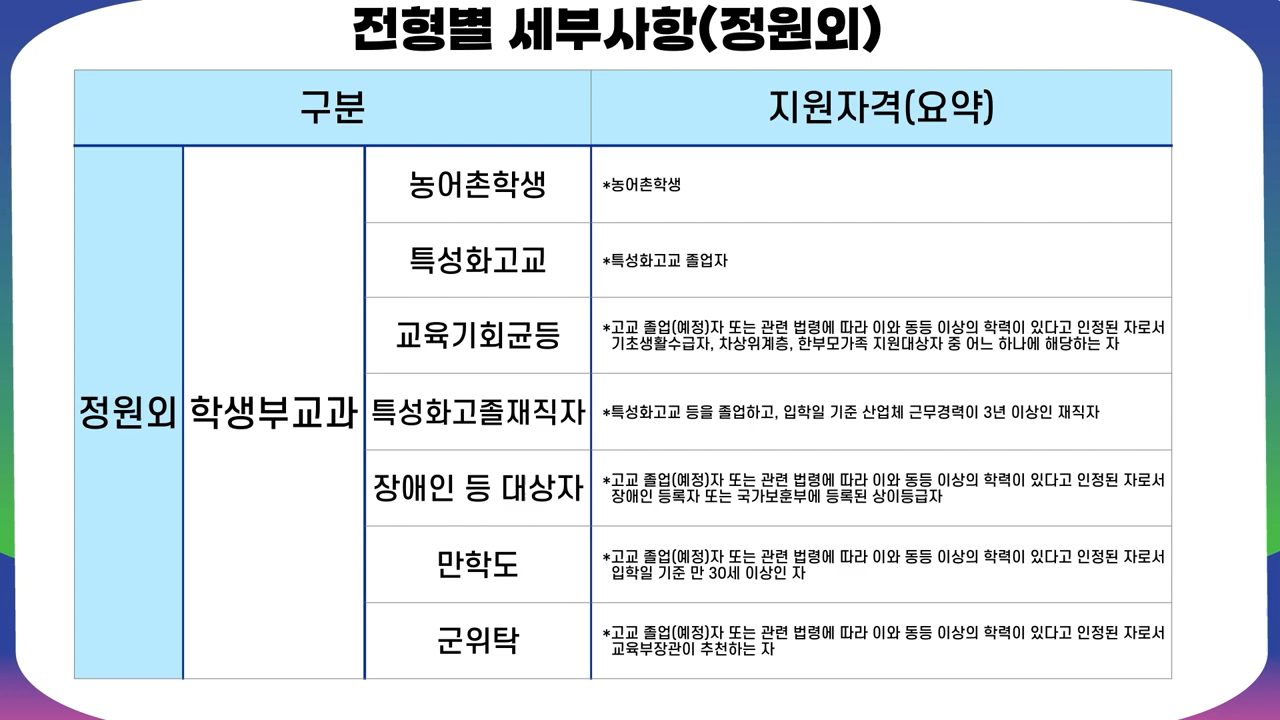 전형별 세부사항(정원외)
구분
지원자격(요약)
정원외
학생부교과
농어촌학생
*농어촌학생
특성화고교
*특성화고교 졸업자
교육기회균등
*고교 졸업(예정)자 또는 관련 법령에 따라 이와 동등 이상의 학력이 있다고 인정된 자로서
기초생활수급자, 차상위계층, 한부모가족 지원대상자 중 어느 하나에 해당하는 자
특성화고졸재직자
*특성화고교 등을 졸업하고, 입학일 기준 산업체 근무경력이 3년 이상인 재직자
장애인 등 대상자
*고교 졸업(예정)자 또는 관련 법령에 따라 이와 동등 이상의 학력이 있다고 인정된 자로서
장애인 등록자 또는 국가보훈부에 등록된 상이등급자
만학도
*고교 졸업(예정)자 또는 관련 법령에 따라 이와 동등 이상의 학력이 있다고 인정된 자로서
입학일 기준 만 30세 이상인 자
군위탁
*고교 졸업(예정)자 또는 관련 법령에 따라 이와 동등 이상의 학력이 있다고 인정된 자로서
교육부장관이 추천하는 자